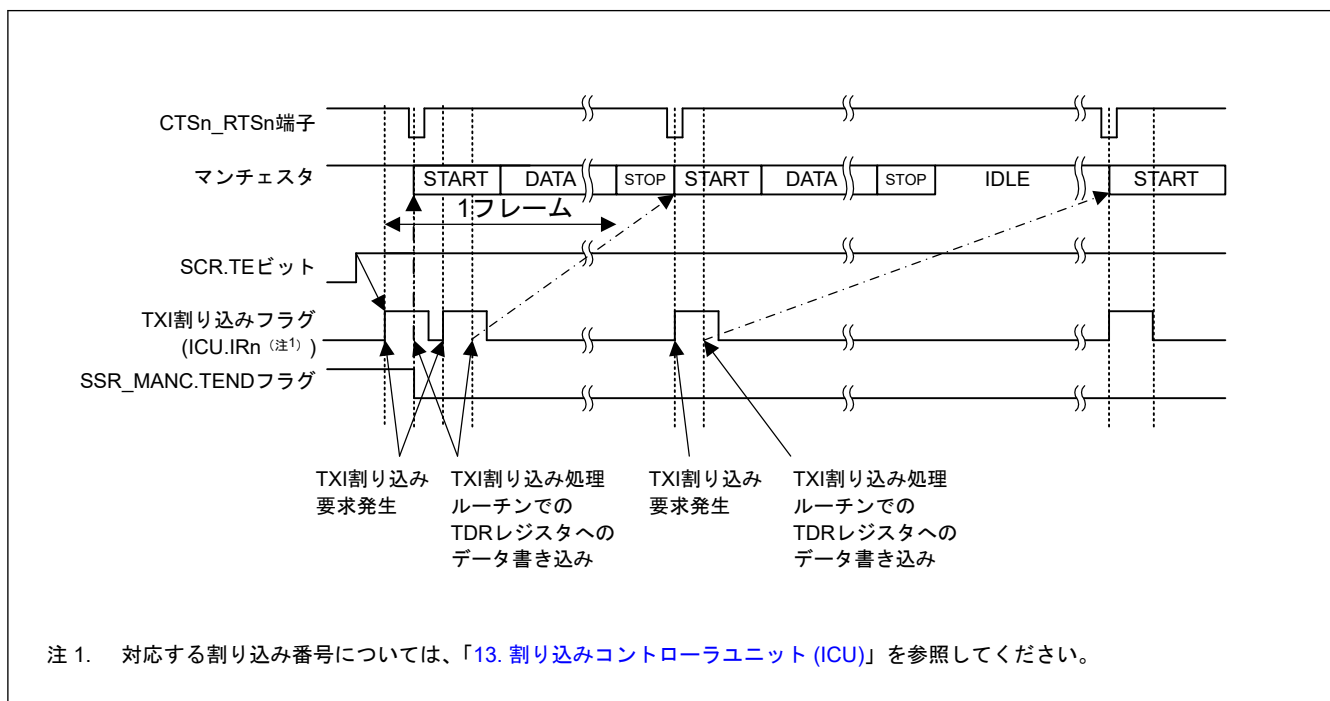 CTSn_RTSn端子
マンチェスタ
START DATA STOP START DATA STOP IDLE START
1フレーム
SCR.TEビット
TXI割り込みフラグ
(ICU.IRn (注1) )
SSR_MANC.TENDフラグ
TXI割り込み
要求発生
TXI割り込み処理
ルーチンでの
TDRレジスタへの
データ書き込み
TXI割り込み
要求発生
TXI割り込み処理
ルーチンでの
TDRレジスタへの
データ書き込み
注 1. 対応する割り込み番号については、「13. 割り込みコントローラユニット (ICU)」を参照してください。